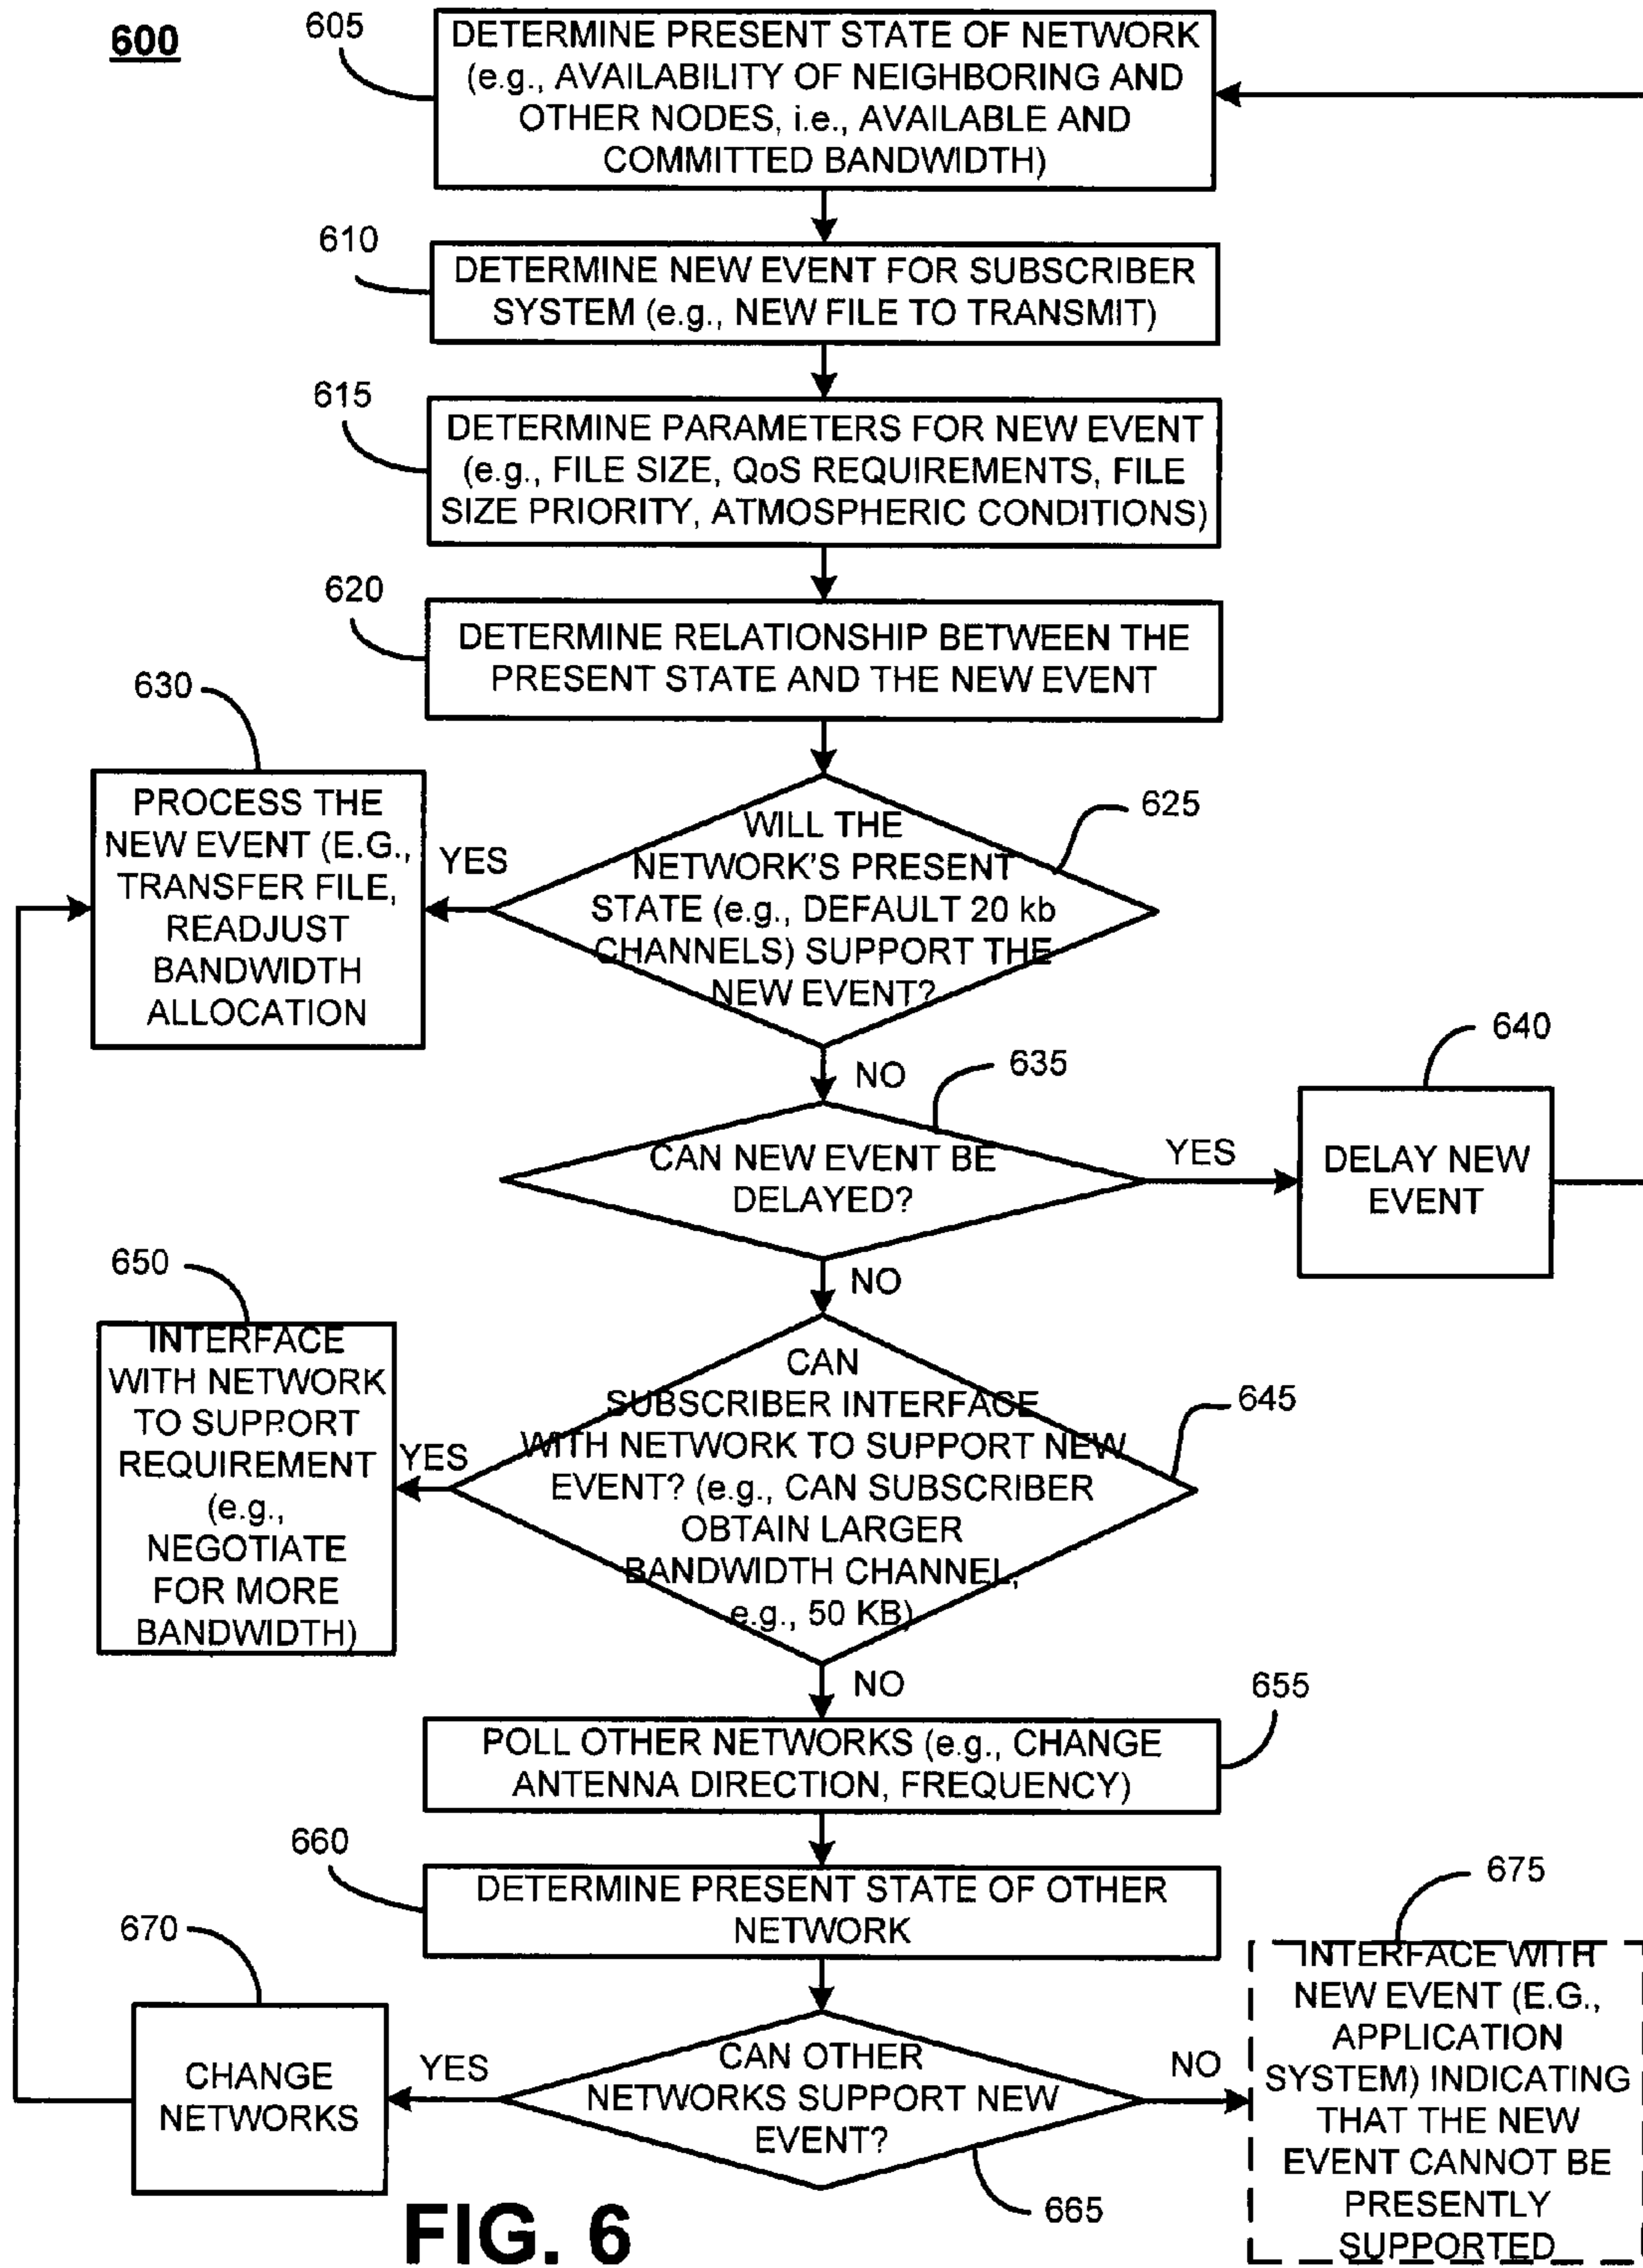 600
605
DETERMINE PRESENT STATE OF NETWORK
(e.g., AVAILABILITY OF NEIGHBORING AND
OTHER NODES, i.e., AVAILABLE AND
COMMITTED BANDWIDTH)
610
DETERMINE NEW EVENT FOR SUBSCRIBER
SYSTEM (e.g., NEW FILE TO TRANSMIT)
615
DETERMINE PARAMETERS FOR NEW EVENT
(e.g., FILE SIZE, QoS REQUIREMENTS, FILE
SIZE PRIORITY, ATMOSPHERIC CONDITIONS)
620
DETERMINE RELATIONSHIP BETWEEN THE
PRESENT STATE AND THE NEW EVENT
630
PROCESS THE
NEW EVENT (E.G.,
TRANSFER FILE,
READJUST
BANDWIDTH
ALLOCATION
YES
625
WILL THE
NETWORK'S PRESENT
STATE (e.g., DEFAULT 20 kb
CHANNELS) SUPPORT THE
NEW EVENT?
NO
635
CAN NEW EVENT BE
DELAYED?
YES
640
DELAY NEW
EVENT
NO
650
INTERFACE
WITH NETWORK
TO SUPPORT
REQUIREMENT
(e.g.,
NEGOTIATE
FOR MORE
BANDWIDTH)
YES
645
CAN
SUBSCRIBER INTERFACE
WITH NETWORK TO SUPPORT NEW
EVENT? (e.g., CAN SUBSCRIBER
OBTAIN LARGER
BANDWIDTH CHANNEL,
e.g., 50 KB)
NO
655
POLL OTHER NETWORKS (e.g., CHANGE
ANTENNA DIRECTION, FREQUENCY)
660
DETERMINE PRESENT STATE OF OTHER
NETWORK
670
CHANGE
NETWORKS
YES
CAN OTHER
NETWORKS SUPPORT NEW
EVENT?
665
NO
675
INTERFACE WITH
NEW EVENT (E.G.,
APPLICATION
SYSTEM) INDICATING
THAT THE NEW
EVENT CANNOT BE
PRESENTLY
SUPPORTED
FIG. 6